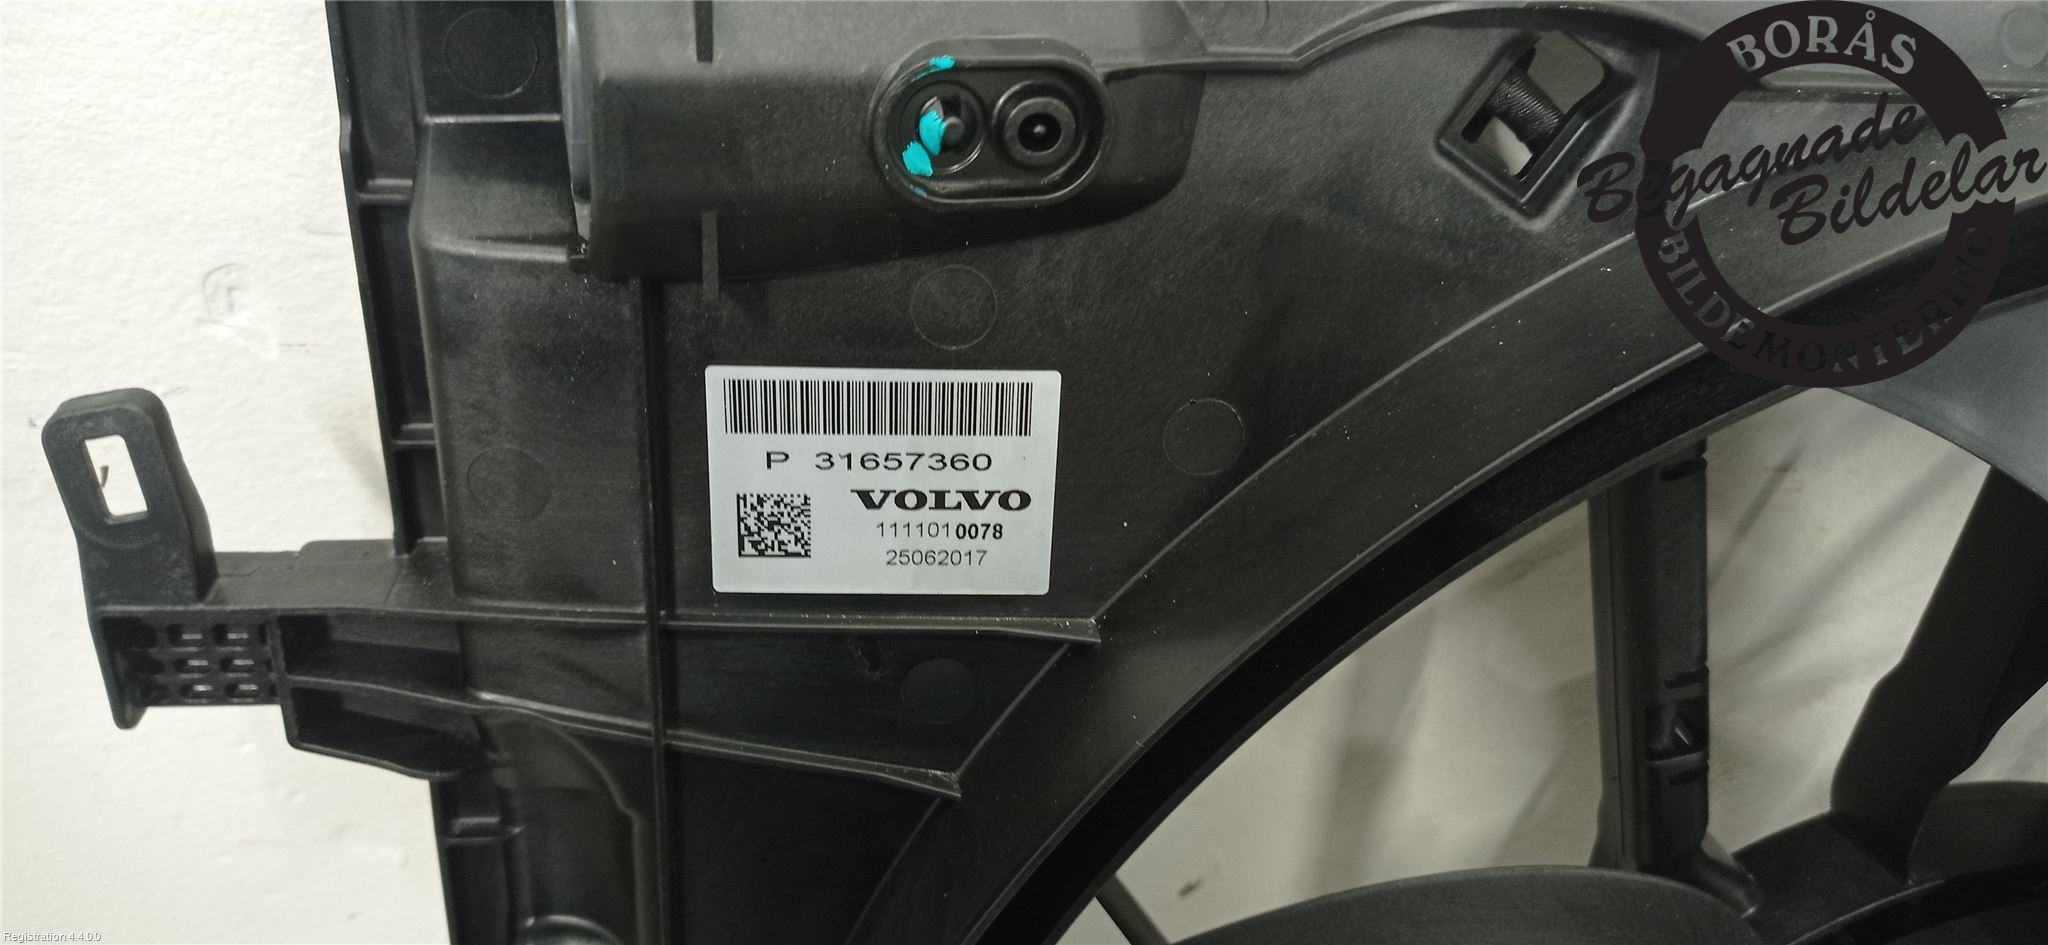 BORÅS
Begagnade
Bildelar
BILDEMONTERING
P 31657360
VOLVO
1111010078
25062017
Registration 4.4.0.0